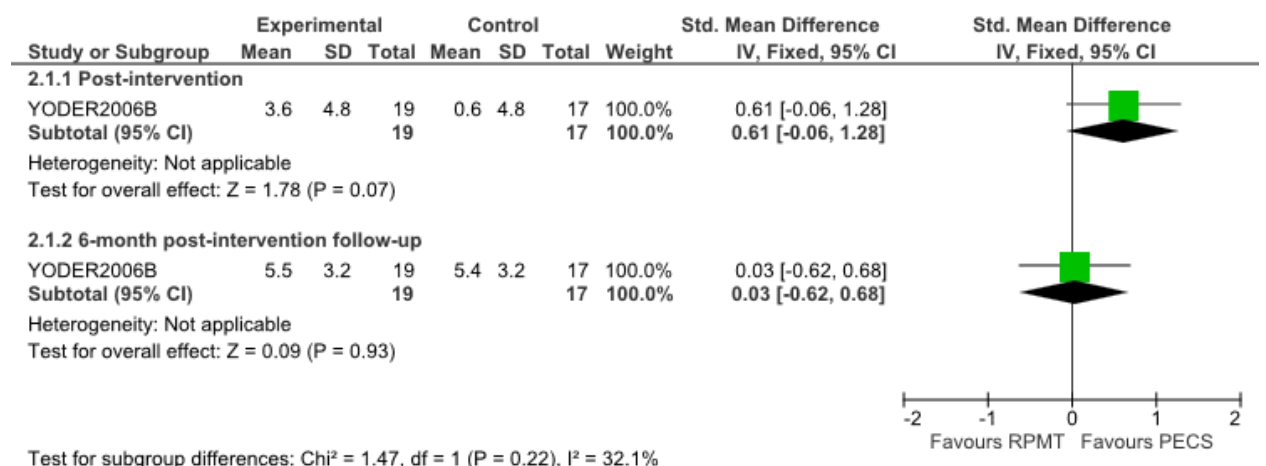 Experimental Control Std. Mean Difference Std. Mean Difference
Study or Subgroup Mean SD Total Mean SD Total Weight IV, Fixed, 95% CI IV, Fixed, 95% CI
2.1.1 Post-intervention
YODER2006B 3.6 4.8 19 0.6 4.8 17 100.0% 0.61 [-0.06, 1.28]
Subtotal (95% CI) 19 17 100.0% 0.61 [-0.06, 1.28]
Heterogeneity: Not applicable
Test for overall effect: Z = 1.78 (P = 0.07)
2.1.2 6-month post-intervention follow-up
YODER2006B 5.5 3.2 19 5.4 3.2 17 100.0% 0.03 [-0.62, 0.68]
Subtotal (95% CI) 19 17 100.0% 0.03 [-0.62, 0.68]
Heterogeneity: Not applicable
Test for overall effect: Z = 0.09 (P = 0.93)
-2 -1 0 1 2
Favours RPMT Favours PECS
Test for subgroup differences: Chi² = 1.47, df = 1 (P = 0.22), I² = 32.1%